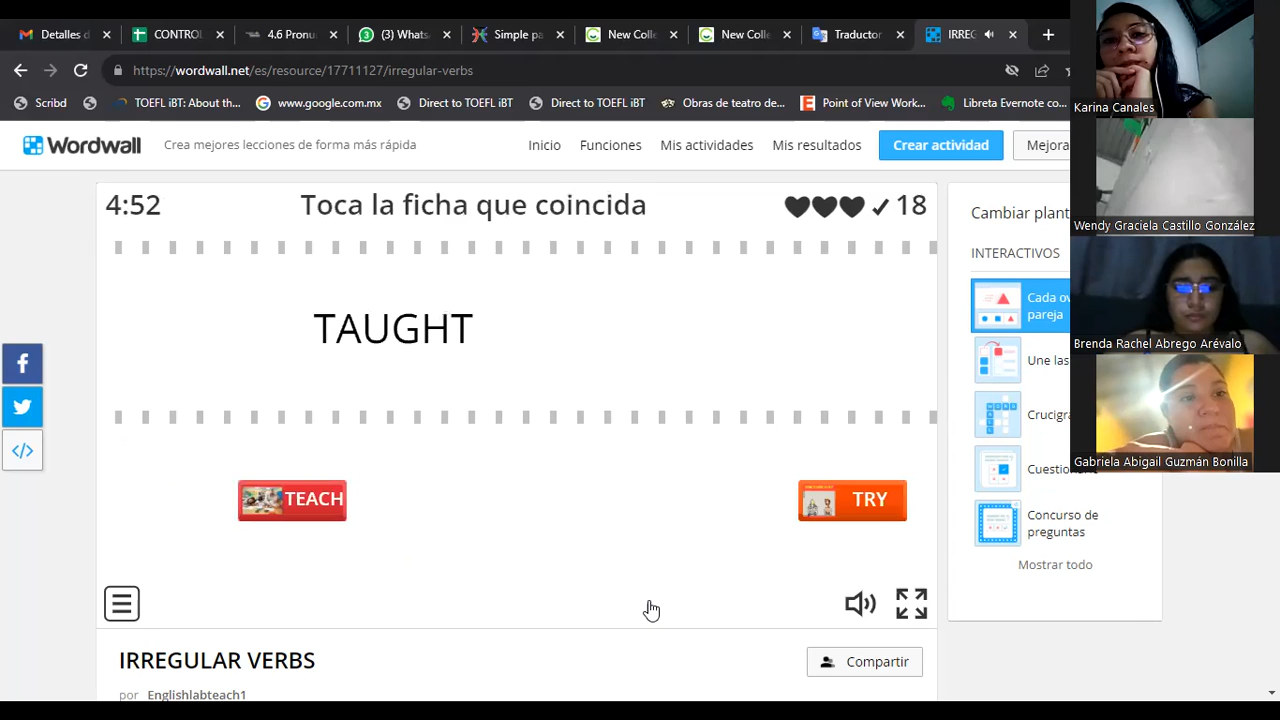 Detalles d
CONTROL
4.6 Pronu
(3) Whats
Simple pa
New Colle
New Colle
Traductor
IRREG
https://wordwall.net/es/resource/17711127/irregular-verbs
Scribd
TOEFL iBT: About th...
www.google.com.mx
Direct to TOEFL iBT
Direct to TOEFL iBT
Obras de teatro de...
Point of View Work...
Libreta Evernote co...
Wordwall
Crea mejores lecciones de forma más rápida
Inicio
Funciones
Mis actividades
Mis resultados
Crear actividad
Mejora
4:52
Toca la ficha que coincida
18
TAUGHT
TEACH
TRY
IRREGULAR VERBS
Compartir
por Englishlabteach1
Cambiar plant
INTERACTIVOS
Cada ov
pareja
Une las
Crucigra
Cuestion
Concurso de
preguntas
Mostrar todo
Karina Canales
Wendy Graciela Castillo González
Brenda Rachel Abrego Arévalo
Gabriela Abigail Guzmán Bonilla